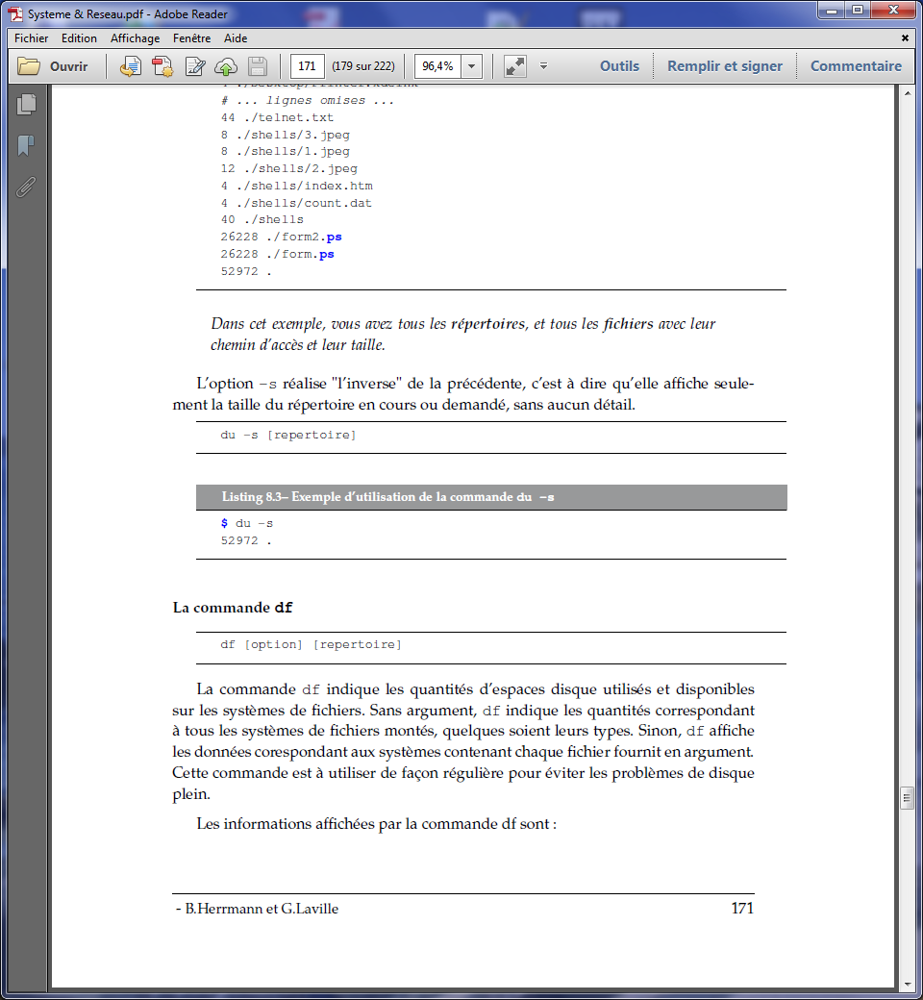 Systeme & Reseau.pdf - Adobe Reader
Fichier Edition Affichage Fenêtre Aide
Ouvrir 171 (179 sur 222) 96,4% Outils Remplir et signer Commentaire
# ... lignes omises ...
44 ./telnet.txt
8 ./shells/3.jpeg
8 ./shells/1.jpeg
12 ./shells/2.jpeg
4 ./shells/index.htm
4 ./shells/count.dat
40 ./shells
26228 ./form2.ps
26228 ./form.ps
52972 .
Dans cet exemple, vous avez tous les répertoires, et tous les fichiers avec leur
chemin d'accès et leur taille.
L'option -s réalise "l'inverse" de la précédente, c'est à dire qu'elle affiche seule-
ment la taille du répertoire en cours ou demandé, sans aucun détail.
du -s [repertoire]
Listing 8.3– Exemple d'utilisation de la commande du -s
$ du -s
52972 .
La commande df
df [option] [repertoire]
La commande df indique les quantités d'espaces disque utilisés et disponibles
sur les systèmes de fichiers. Sans argument, df indique les quantités correspondant
à tous les systèmes de fichiers montés, quelques soient leurs types. Sinon, df affiche
les données corespondant aux systèmes contenant chaque fichier fournit en argument.
Cette commande est à utiliser de façon régulière pour éviter les problèmes de disque
plein.
Les informations affichées par la commande df sont :
- B.Herrmann et G.Laville 171